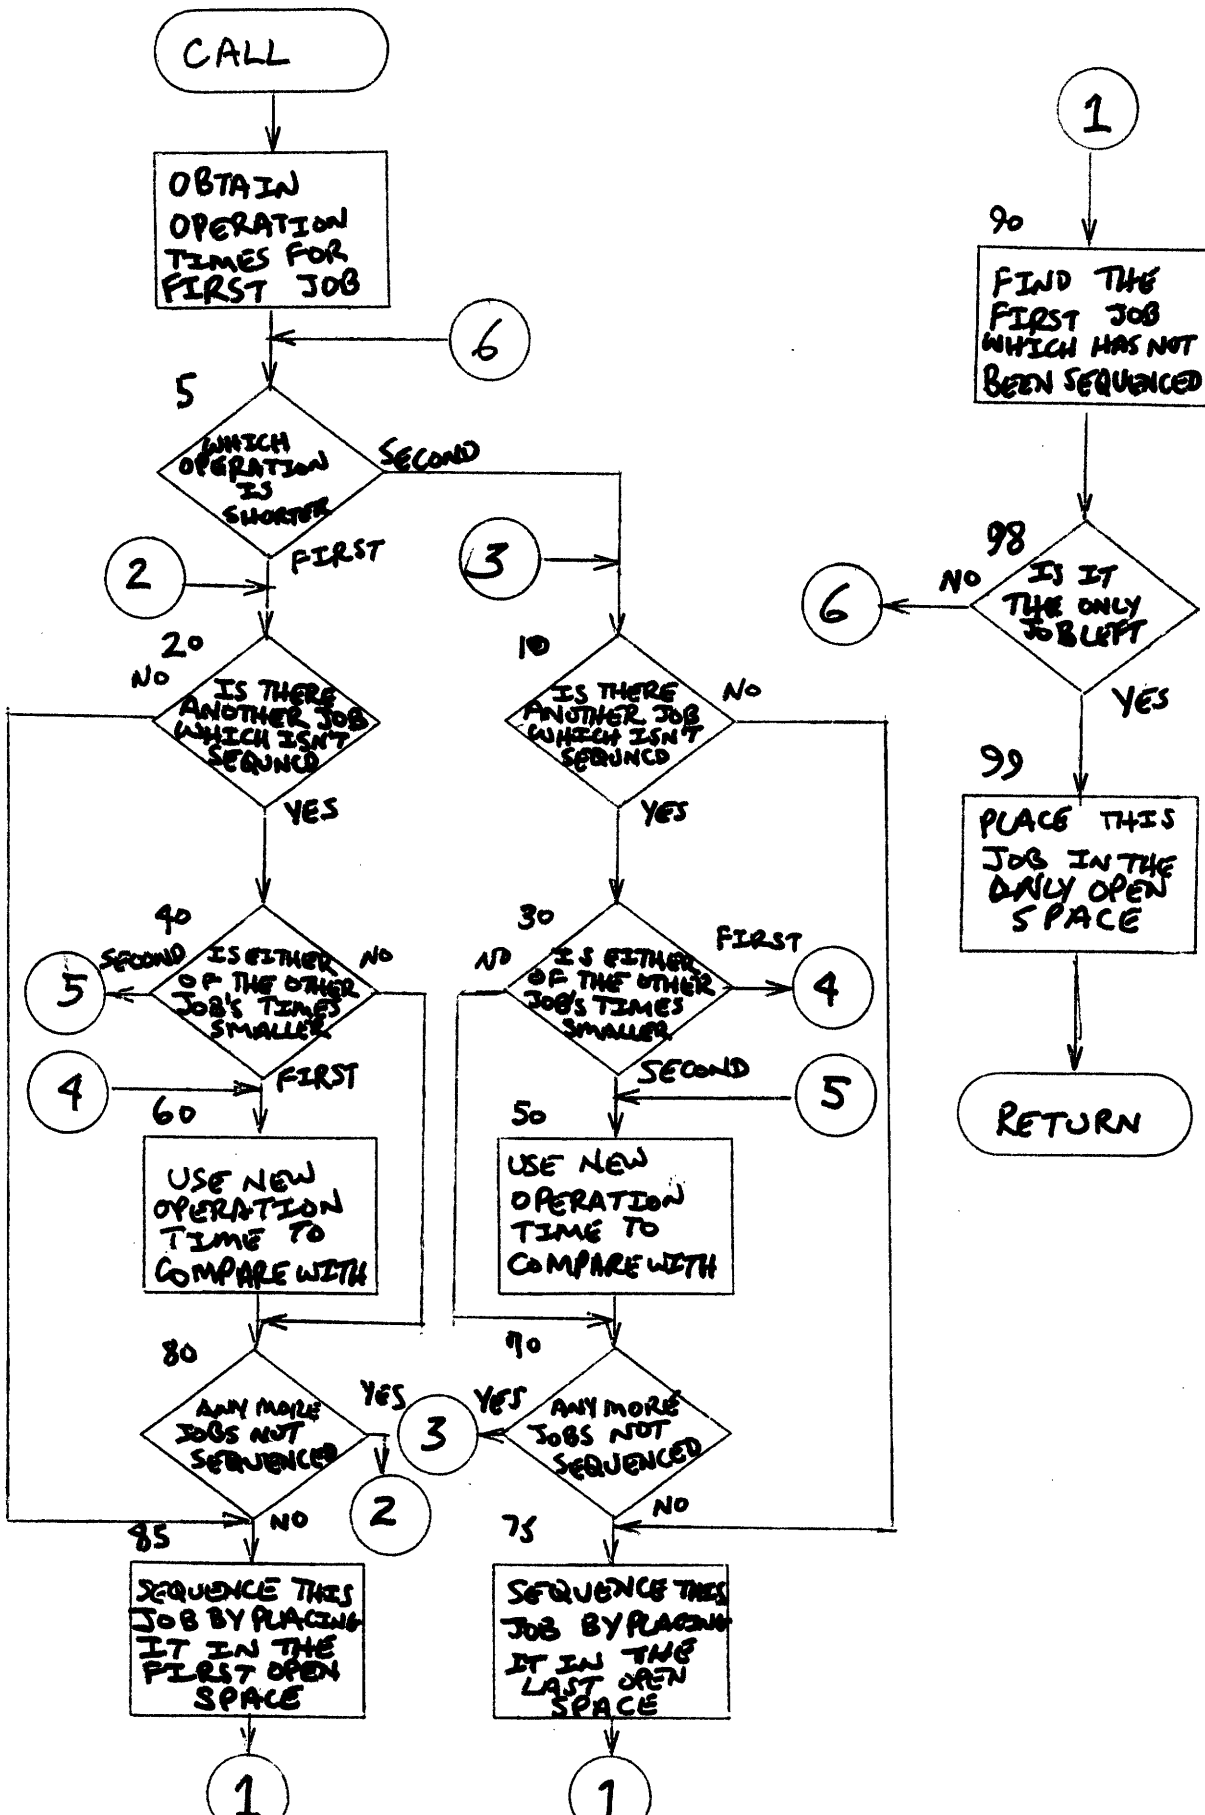 CALL
OBTAIN
OPERATION
TIMES FOR
FIRST JOB
6
5
WHICH
OPERATION
IS
SHORTER
SECOND
FIRST
2
3
20
NO
IS THERE
ANOTHER JOB
WHICH ISN'T
SEQUNCD
YES
10
NO
IS THERE
ANOTHER JOB
WHICH ISN'T
SEQUNCD
YES
40
SECOND
5
IS EITHER
OF THE OTHER
JOB'S TIMES
SMALLER
NO
FIRST
4
30
NO
IS EITHER
OF THE OTHER
JOB'S TIMES
SMALLER
FIRST
4
SECOND
5
60
USE NEW
OPERATION
TIME TO
COMPARE WITH
50
USE NEW
OPERATION
TIME TO
COMPARE WITH
80
ANY MORE
JOBS NOT
SEQUENCED
YES
2
NO
70
YES
3
ANY MORE
JOBS NOT
SEQUENCED
NO
85
SEQUENCE THIS
JOB BY PLACING
IT IN THE
FIRST OPEN
SPACE
1
75
SEQUENCE THIS
JOB BY PLACING
IT IN THE
LAST OPEN
SPACE
1
1
90
FIND THE
FIRST JOB
WHICH HAS NOT
BEEN SEQUENCED
98
NO
6
IS IT
THE ONLY
JOB LEFT
YES
99
PLACE THIS
JOB IN THE
ONLY OPEN
SPACE
RETURN